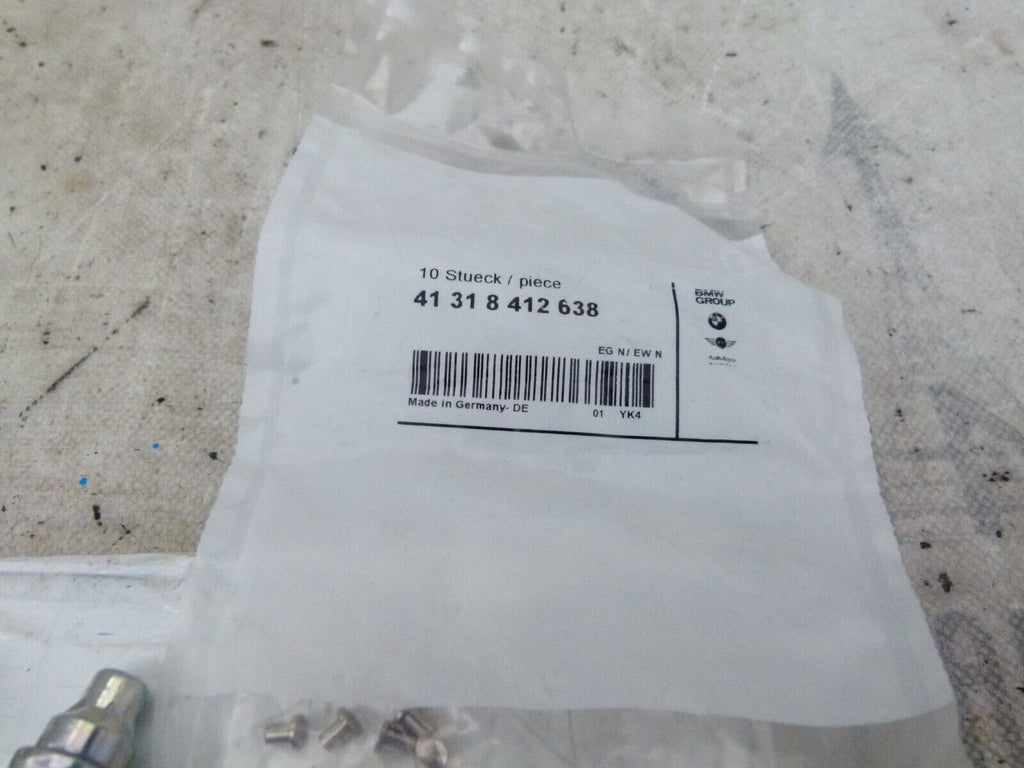 10 Stueck / piece
41 31 8 412 638
EG N/ EW N
Made in Germany- DE
01 YK4
BMW
GROUP